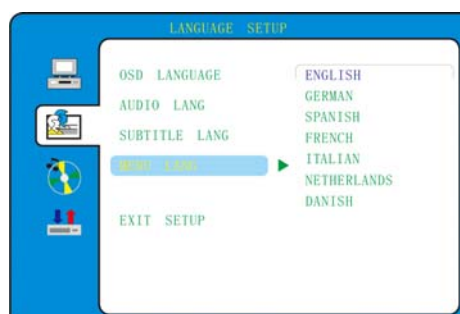 LANGUAGE SETUP
OSD LANGUAGE
AUDIO LANG
SUBTITLE LANG
MENU LANG
EXIT SETUP
ENGLISH
GERMAN
SPANISH
FRENCH
ITALIAN
NETHERLANDS
DANISH